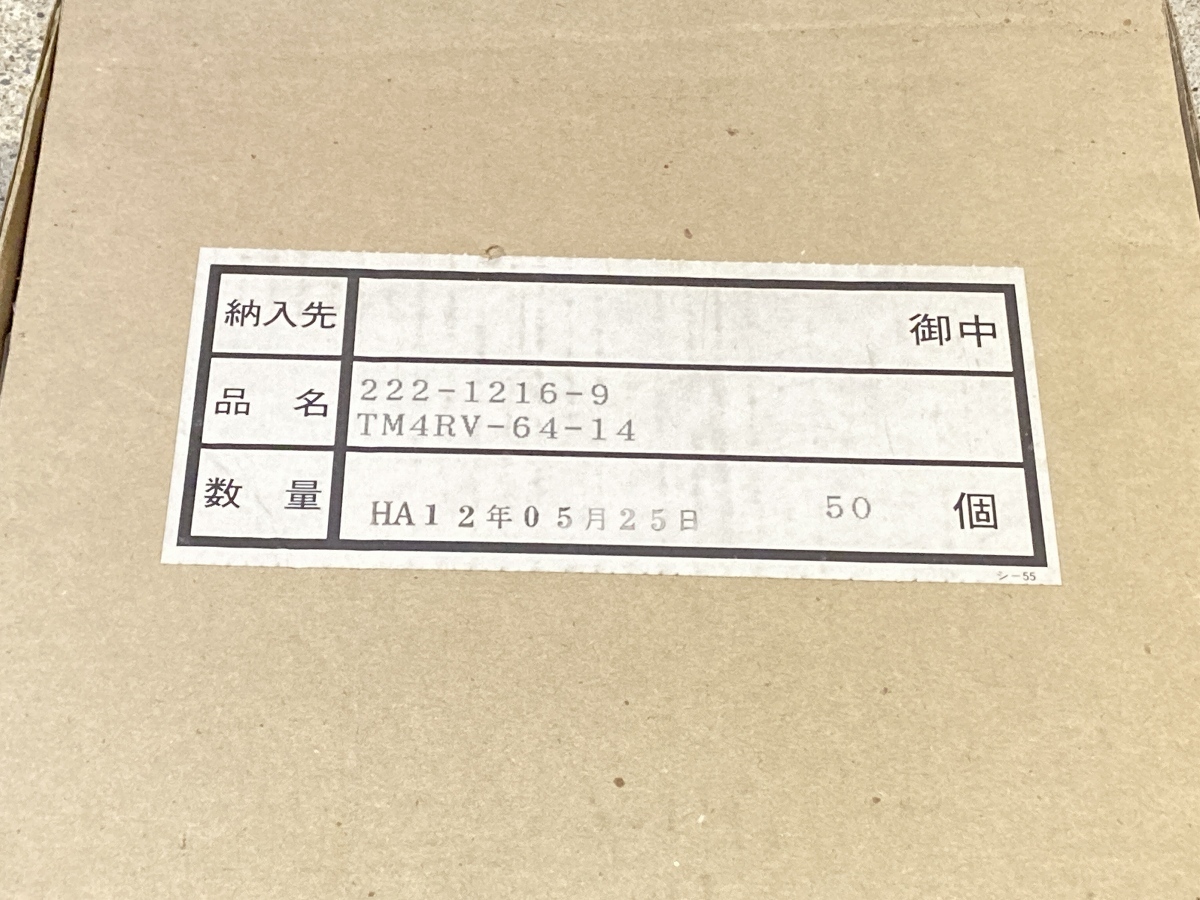 納入先 御中
品 名 222-1216-9
TM4RV-64-14
数 量 HA12年05月25日 50 個
シ-55